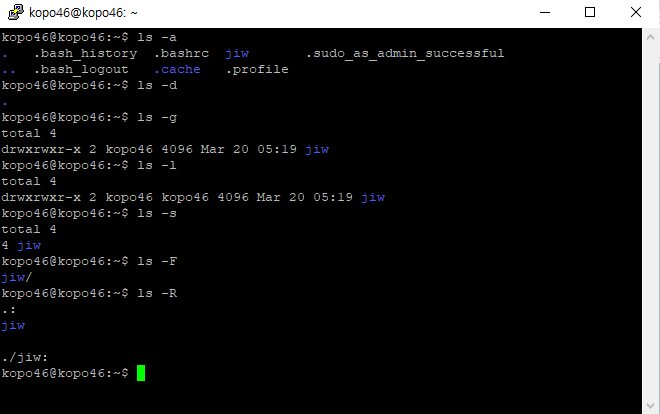 kopo46@kopo46: ~
kopo46@kopo46:~$ ls -a
.   .bash_history  .bashrc  jiw       .sudo_as_admin_successful
..  .bash_logout   .cache   .profile
kopo46@kopo46:~$ ls -d
.
kopo46@kopo46:~$ ls -g
total 4
drwxrwxr-x 2 kopo46 4096 Mar 20 05:19 jiw
kopo46@kopo46:~$ ls -l
total 4
drwxrwxr-x 2 kopo46 kopo46 4096 Mar 20 05:19 jiw
kopo46@kopo46:~$ ls -s
total 4
4 jiw
kopo46@kopo46:~$ ls -F
jiw/
kopo46@kopo46:~$ ls -R
.:
jiw

./jiw:
kopo46@kopo46:~$